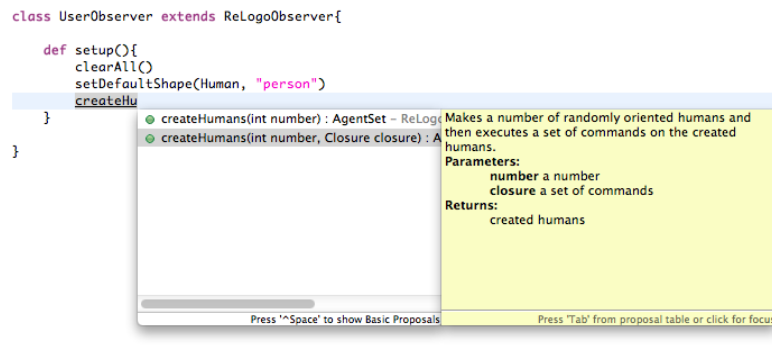 class UserObserver extends ReLogoObserver{
def setup(){
clearAll()
setDefaultShape(Human, "person")
createHu
}
}
createHumans(int number) : AgentSet – ReLogo
createHumans(int number, Closure closure) : A
Press '^Space' to show Basic Proposals
Makes a number of randomly oriented humans and
then executes a set of commands on the created
humans.
Parameters:
number a number
closure a set of commands
Returns:
created humans
Press 'Tab' from proposal table or click for focus